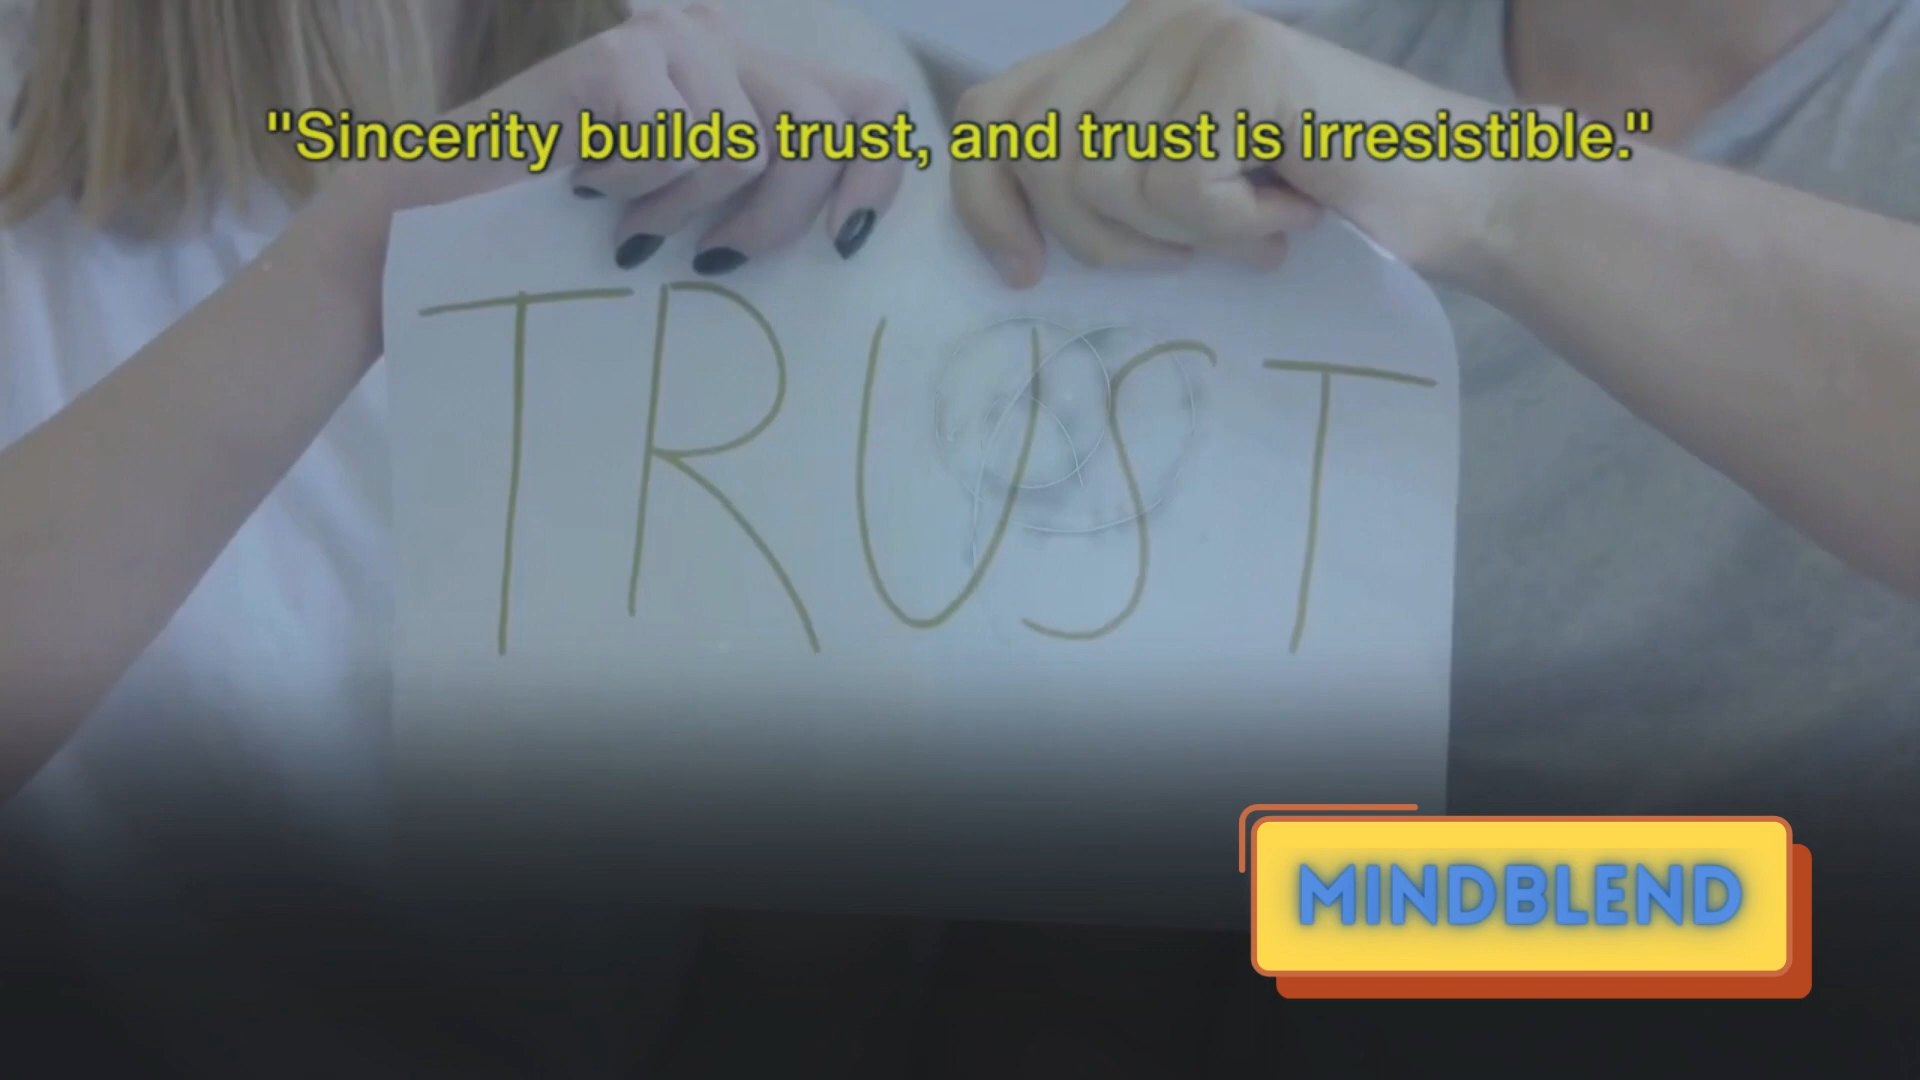 "Sincerity builds trust, and trust is irresistible."
TRUST
MINDBLEND